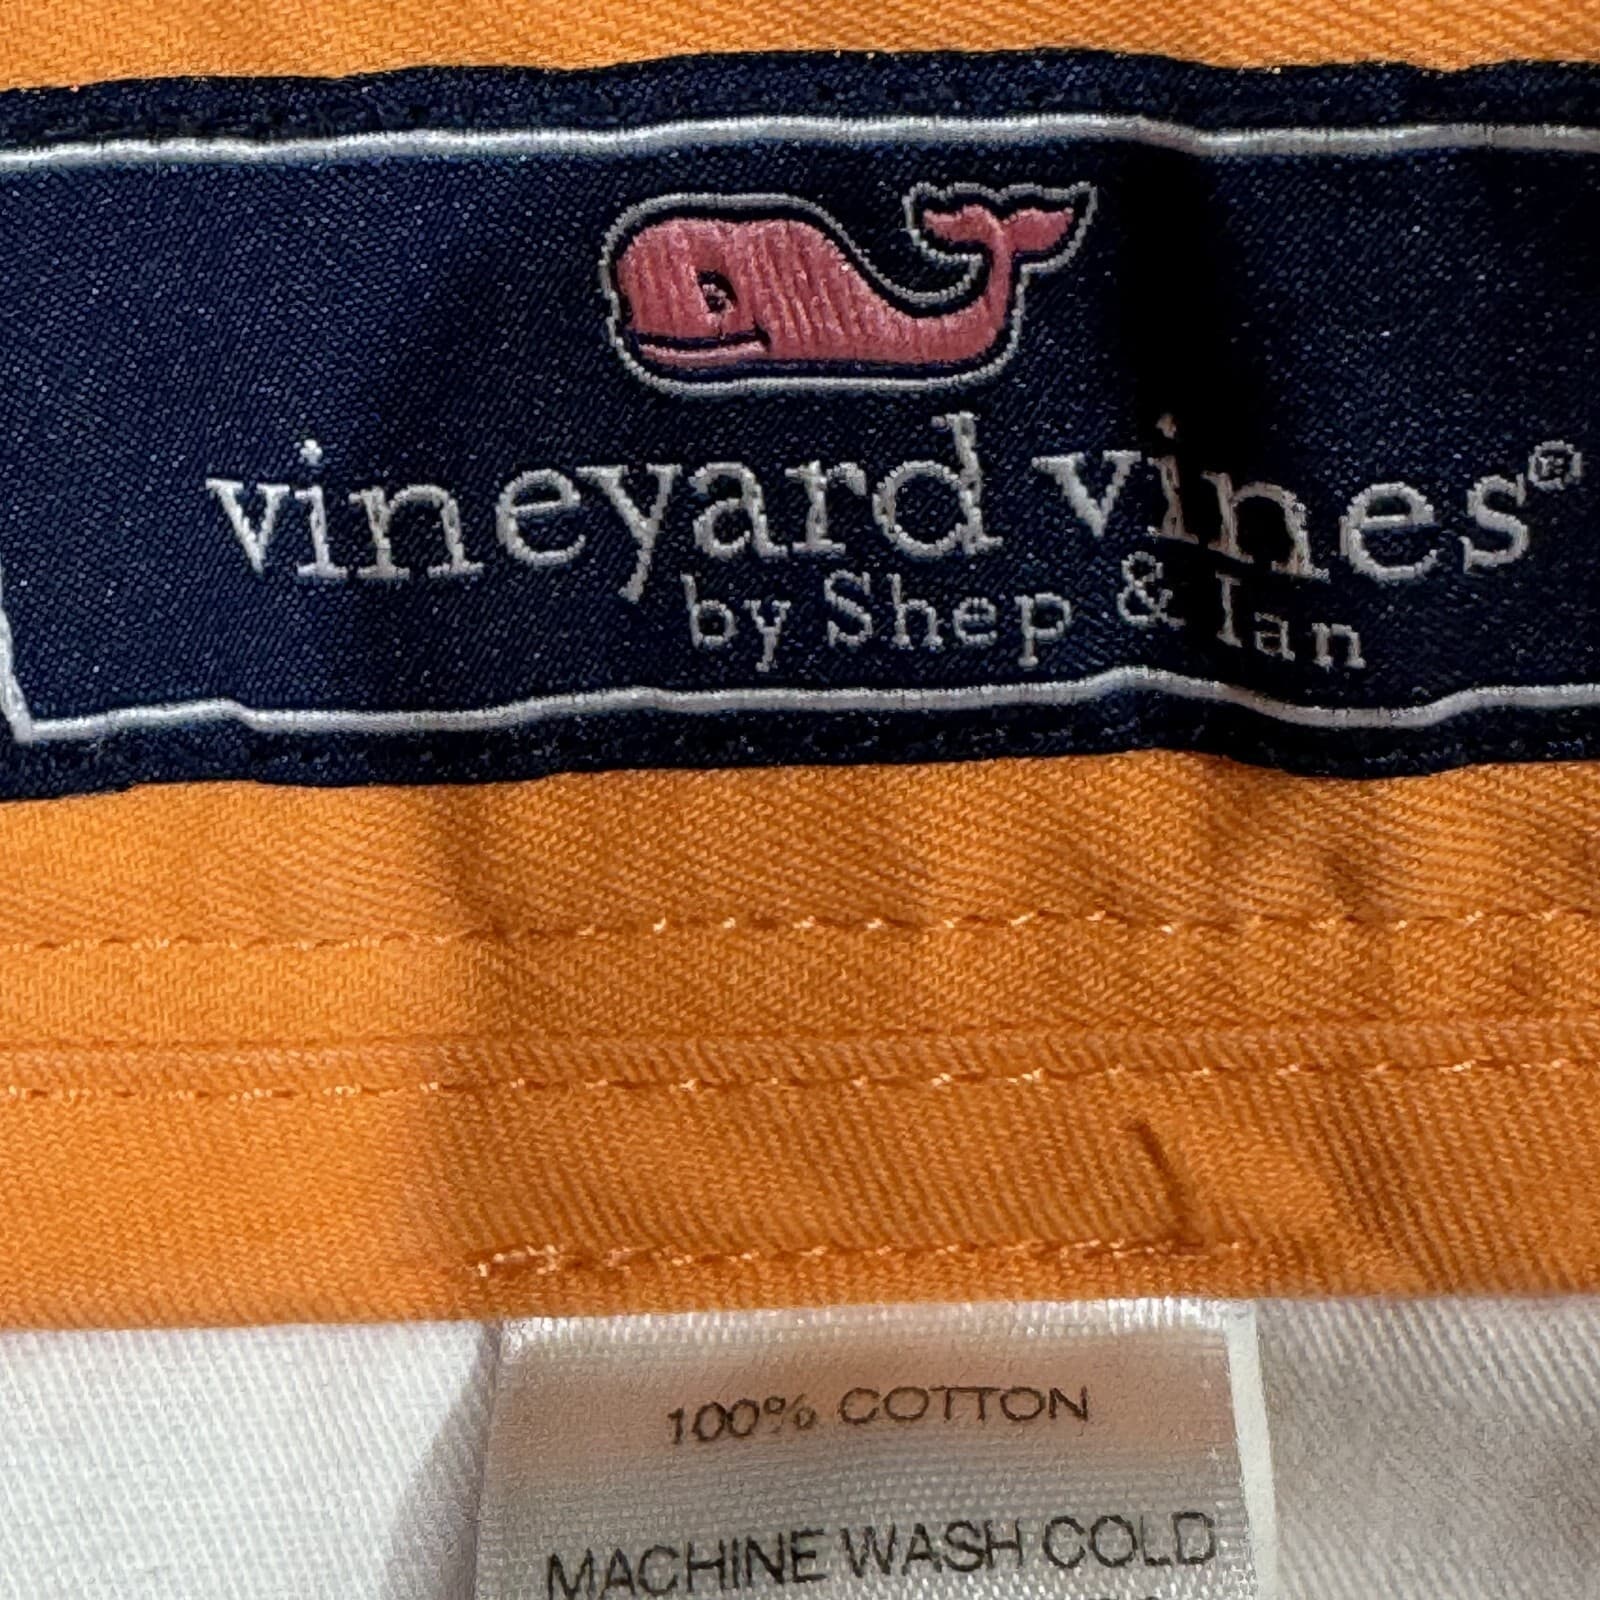 vineyard vines®
by Shep & Ian
100% COTTON
MACHINE WASH COLD